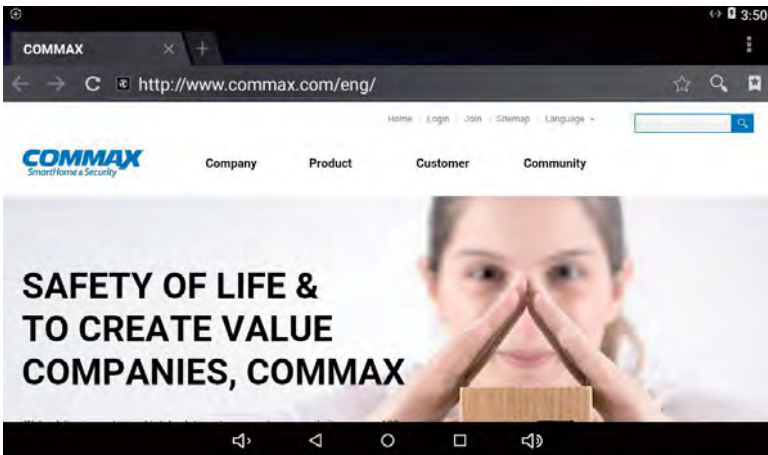 3:50
COMMAX
http://www.commax.com/eng/
Home Login Join Sitemap Language
COMMAX
SmartHome & Security
Company Product Customer Community
SAFETY OF LIFE &
TO CREATE VALUE
COMPANIES, COMMAX